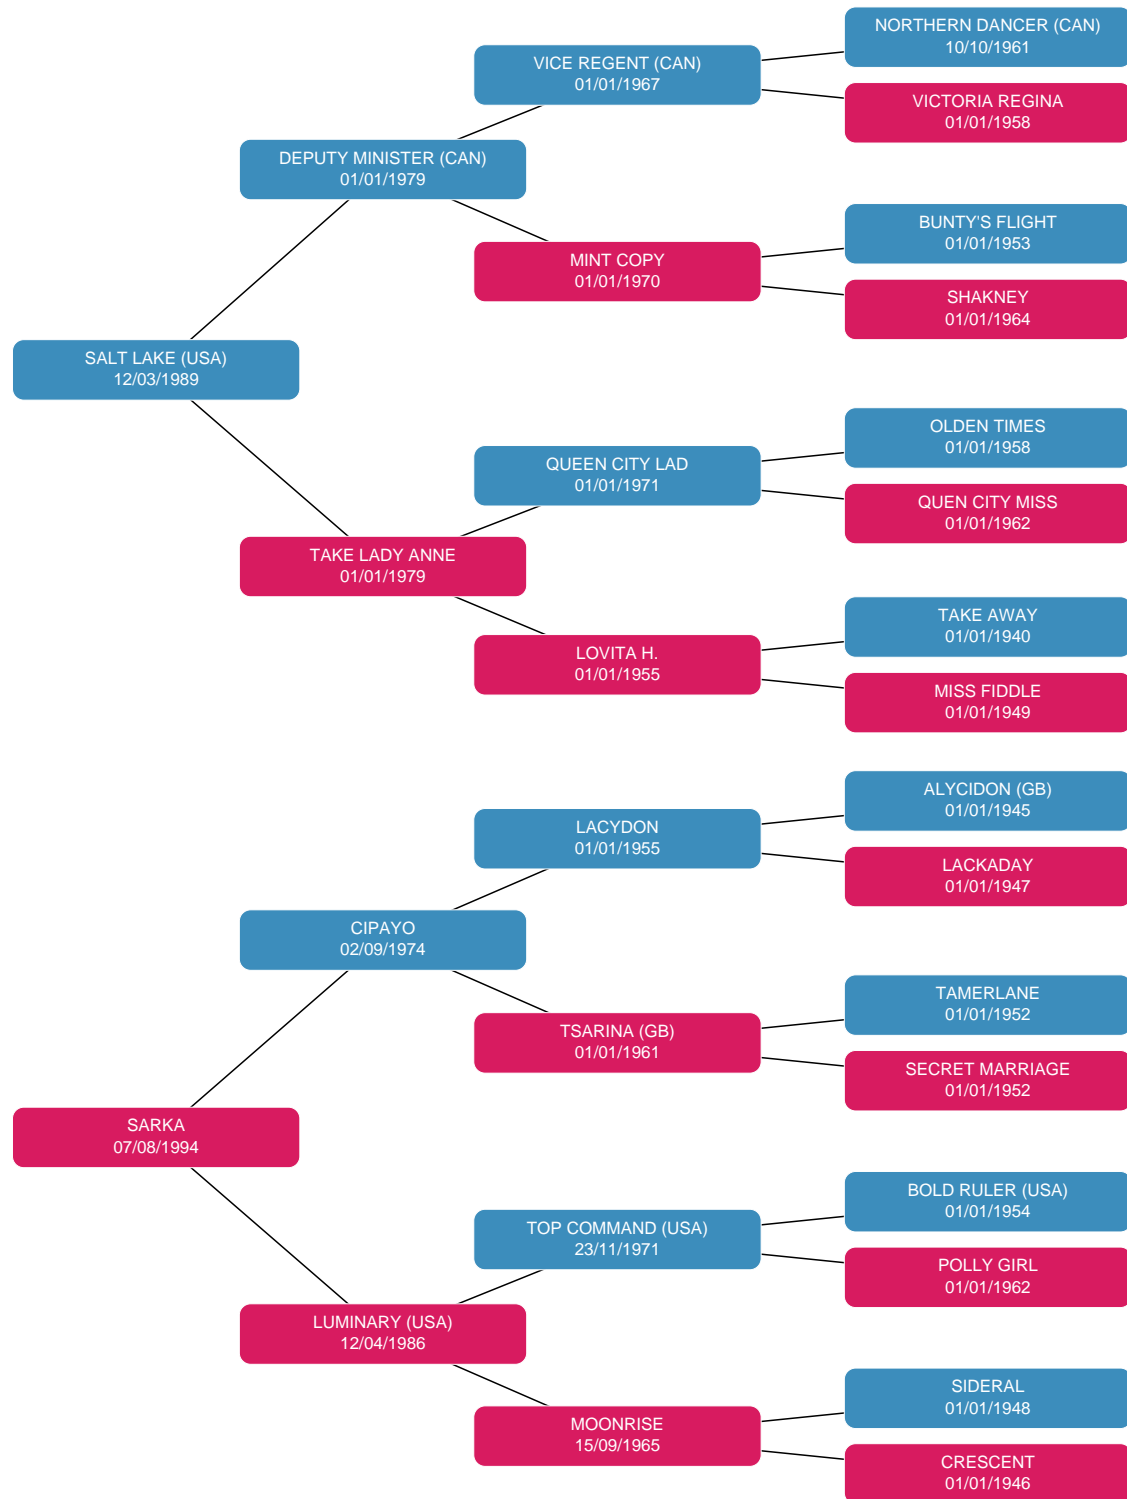 NORTHERN DANCER (CAN)
10/10/1961
VICE REGENT (CAN)
01/01/1967
VICTORIA REGINA
01/01/1958
DEPUTY MINISTER (CAN)
01/01/1979
BUNTY'S FLIGHT
01/01/1953
MINT COPY
01/01/1970
SHAKNEY
01/01/1964
SALT LAKE (USA)
12/03/1989
OLDEN TIMES
01/01/1958
QUEEN CITY LAD
01/01/1971
QUEN CITY MISS
01/01/1962
TAKE LADY ANNE
01/01/1979
TAKE AWAY
01/01/1940
LOVITA H.
01/01/1955
MISS FIDDLE
01/01/1949
ALYCIDON (GB)
01/01/1945
LACYDON
01/01/1955
LACKADAY
01/01/1947
CIPAYO
02/09/1974
TAMERLANE
01/01/1952
TSARINA (GB)
01/01/1961
SECRET MARRIAGE
01/01/1952
SARKA
07/08/1994
BOLD RULER (USA)
01/01/1954
TOP COMMAND (USA)
23/11/1971
POLLY GIRL
01/01/1962
LUMINARY (USA)
12/04/1986
SIDERAL
01/01/1948
MOONRISE
15/09/1965
CRESCENT
01/01/1946